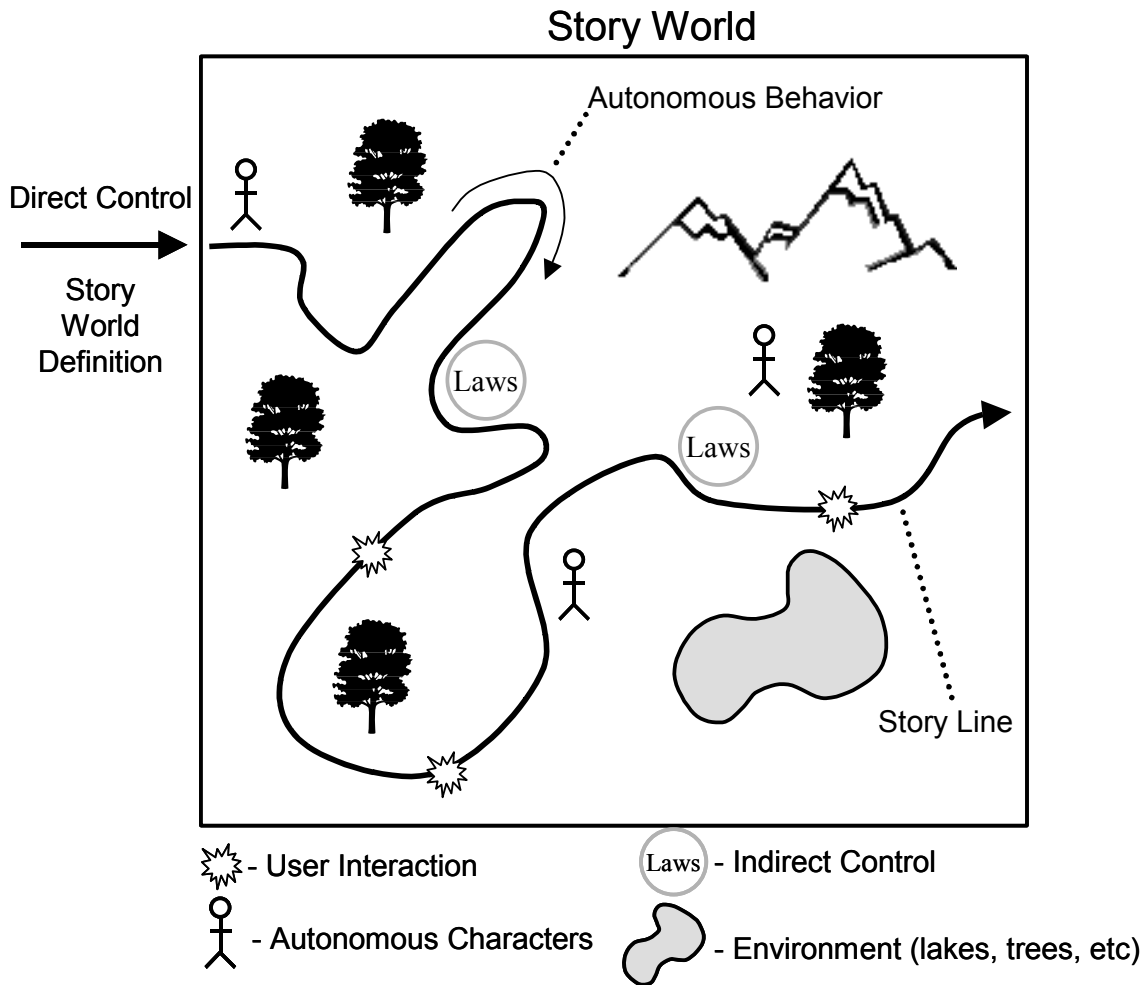 Story World
Autonomous Behavior
Direct Control
Story
World
Definition
Laws
Laws
Story Line
- User Interaction
Laws - Indirect Control
- Autonomous Characters
- Environment (lakes, trees, etc)